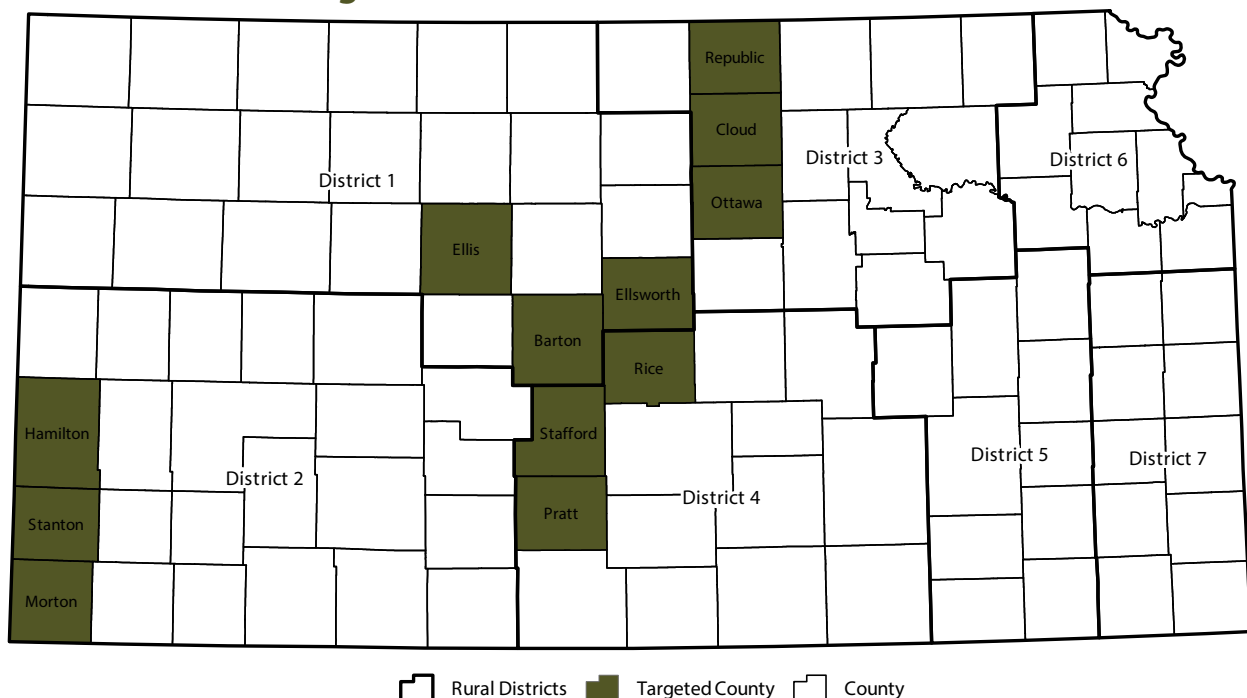 Republic
Cloud
District 3
District 6
District 1
Ottawa
Ellis
Ellsworth
Barton
Rice
Hamilton
Stafford
District 5
District 7
District 2
District 4
Pratt
Stanton
Morton
Rural Districts Targeted County County